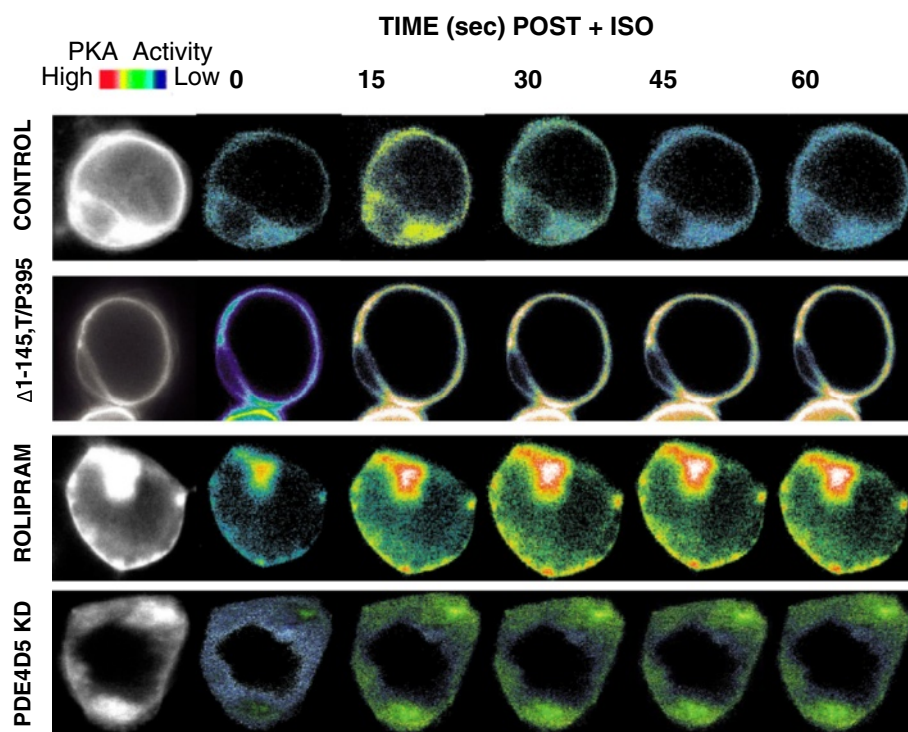 TIME (sec) POST + ISO
PKA Activity
High Low 0 15 30 45 60
CONTROL
Δ1-145,T/P395
ROLIPRAM
PDE4D5 KD